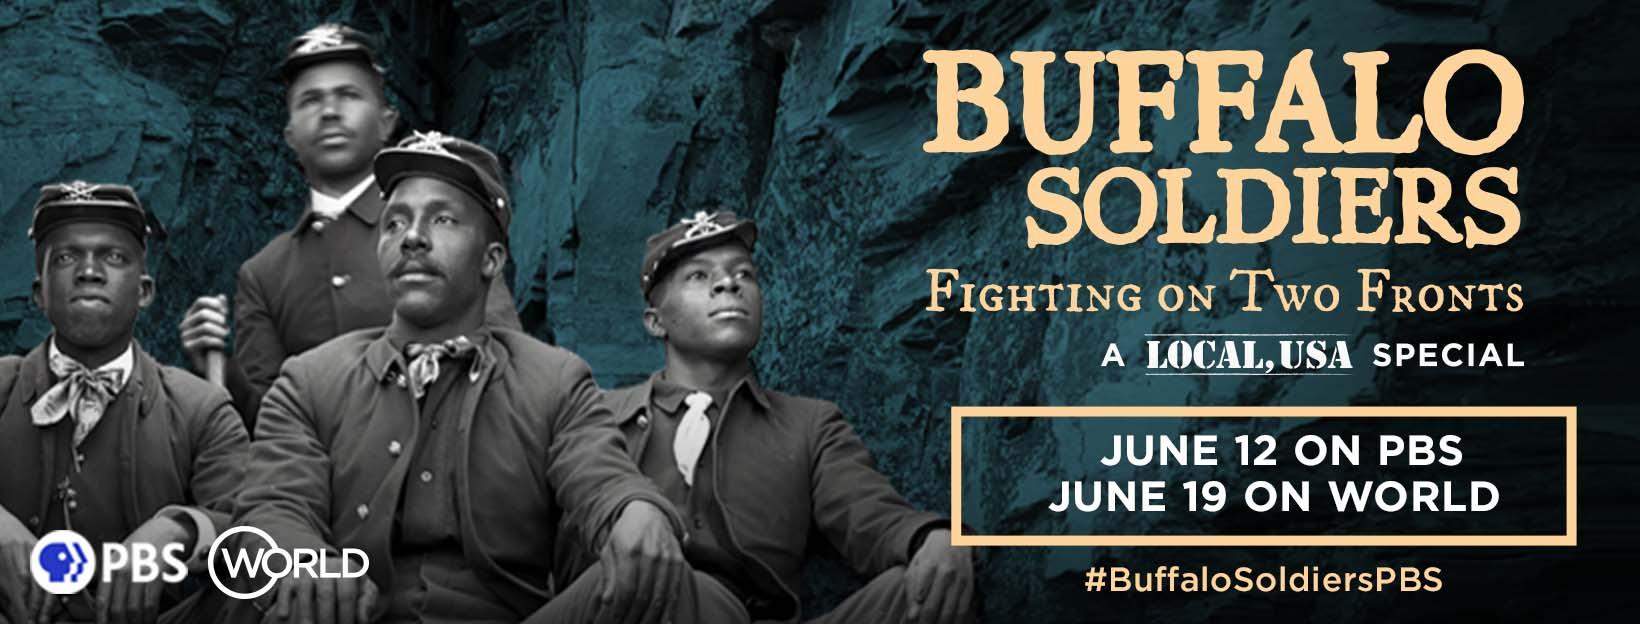 BUFFALO
SOLDIERS
FIGHTING ON TWO FRONTS
A LOCAL, USA SPECIAL
JUNE 12 ON PBS
JUNE 19 ON WORLD
#BuffaloSoldiersPBS
PBS WORLD